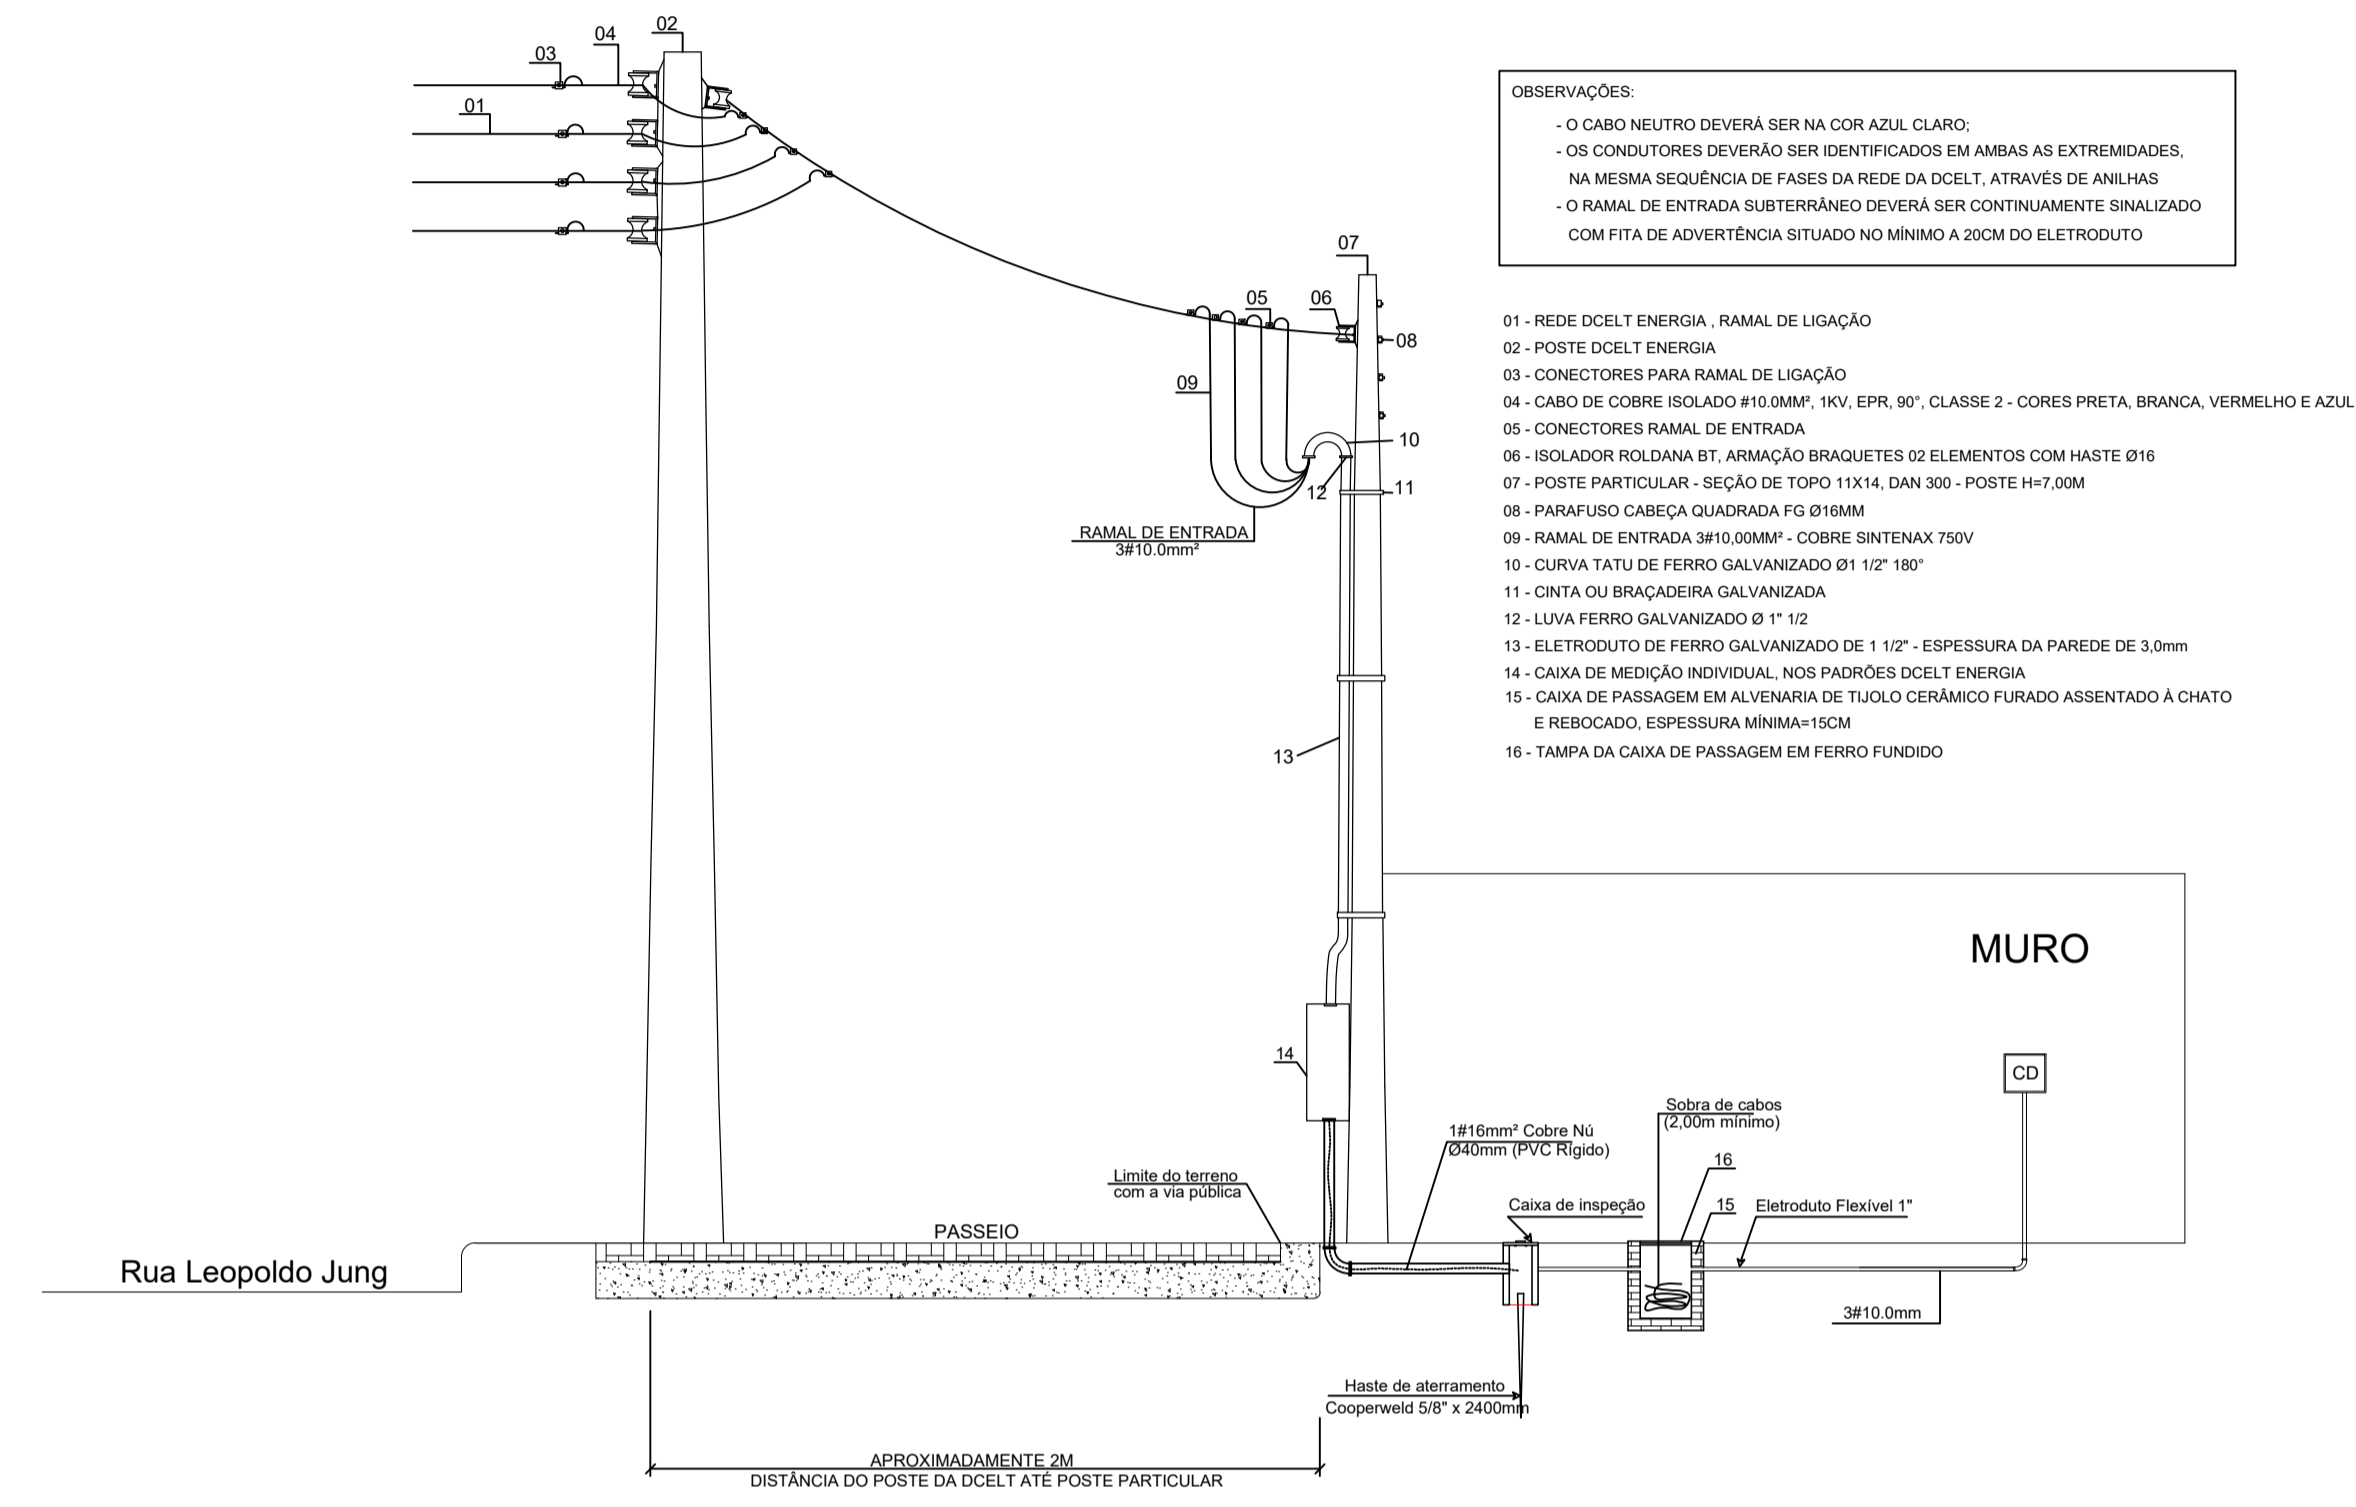 02
04
03
01
OBSERVAÇÕES:
- O CABO NEUTRO DEVERÁ SER NA COR AZUL CLARO;
- OS CONDUTORES DEVERÃO SER IDENTIFICADOS EM AMBAS AS EXTREMIDADES,
NA MESMA SEQUÊNCIA DE FASES DA REDE DA DCELT, ATRAVÉS DE ANILHAS
- O RAMAL DE ENTRADA SUBTERRÂNEO DEVERÁ SER CONTINUAMENTE SINALIZADO
COM FITA DE ADVERTÊNCIA SITUADO NO MÍNIMO A 20CM DO ELETRODUTO
07
05
06
08
09
10
12
11
RAMAL DE ENTRADA
3#10.0mm²
13
01 - REDE DCELT ENERGIA , RAMAL DE LIGAÇÃO
02 - POSTE DCELT ENERGIA
03 - CONECTORES PARA RAMAL DE LIGAÇÃO
04 - CABO DE COBRE ISOLADO #10.0MM², 1KV, EPR, 90°, CLASSE 2 - CORES PRETA, BRANCA, VERMELHO E AZUL
05 - CONECTORES RAMAL DE ENTRADA
06 - ISOLADOR ROLDANA BT, ARMAÇÃO BRAQUETES 02 ELEMENTOS COM HASTE Ø16
07 - POSTE PARTICULAR - SEÇÃO DE TOPO 11X14, DAN 300 - POSTE H=7,00M
08 - PARAFUSO CABEÇA QUADRADA FG Ø16MM
09 - RAMAL DE ENTRADA 3#10,00MM² - COBRE SINTENAX 750V
10 - CURVA TATU DE FERRO GALVANIZADO Ø1 1/2" 180°
11 - CINTA OU BRAÇADEIRA GALVANIZADA
12 - LUVA FERRO GALVANIZADO Ø 1" 1/2
13 - ELETRODUTO DE FERRO GALVANIZADO DE 1 1/2" - ESPESSURA DA PAREDE DE 3,0mm
14 - CAIXA DE MEDIÇÃO INDIVIDUAL, NOS PADRÕES DCELT ENERGIA
15 - CAIXA DE PASSAGEM EM ALVENARIA DE TIJOLO CERÂMICO FURADO ASSENTADO À CHATO
E REBOCADO, ESPESSURA MÍNIMA=15CM
16 - TAMPA DA CAIXA DE PASSAGEM EM FERRO FUNDIDO
MURO
14
CD
Sobra de cabos
(2,00m mínimo)
1#16mm² Cobre Nú
Ø40mm (PVC Rígido)
16
Limite do terreno
com a via pública
Caixa de inspeção
15
Eletroduto Flexível 1"
PASSEIO
Rua Leopoldo Jung
3#10.0mm
Haste de aterramento
Cooperweld 5/8" x 2400mm
APROXIMADAMENTE 2M
DISTÂNCIA DO POSTE DA DCELT ATÉ POSTE PARTICULAR